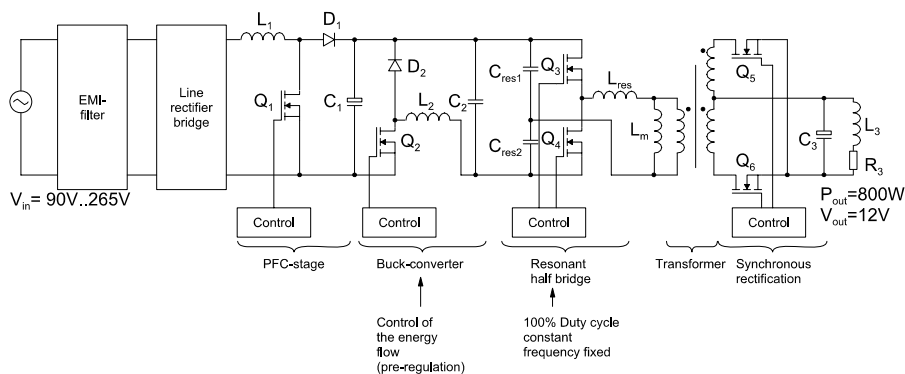 L1
D1
EMI-
filter
Line
rectifier
bridge
Q1
C1
D2
L2
Q2
C2
Cres1
Cres2
Q3
Q4
Lres
Lm
Q5
Q6
C3
L3
R3
Vin= 90V..265V
Pout=800W
Vout=12V
Control
Control
Control
Control
PFC-stage
Buck-converter
Resonant
half bridge
Transformer
Synchronous
rectification
Control of
the energy
flow
(pre-regulation)
100% Duty cycle
constant
frequency fixed